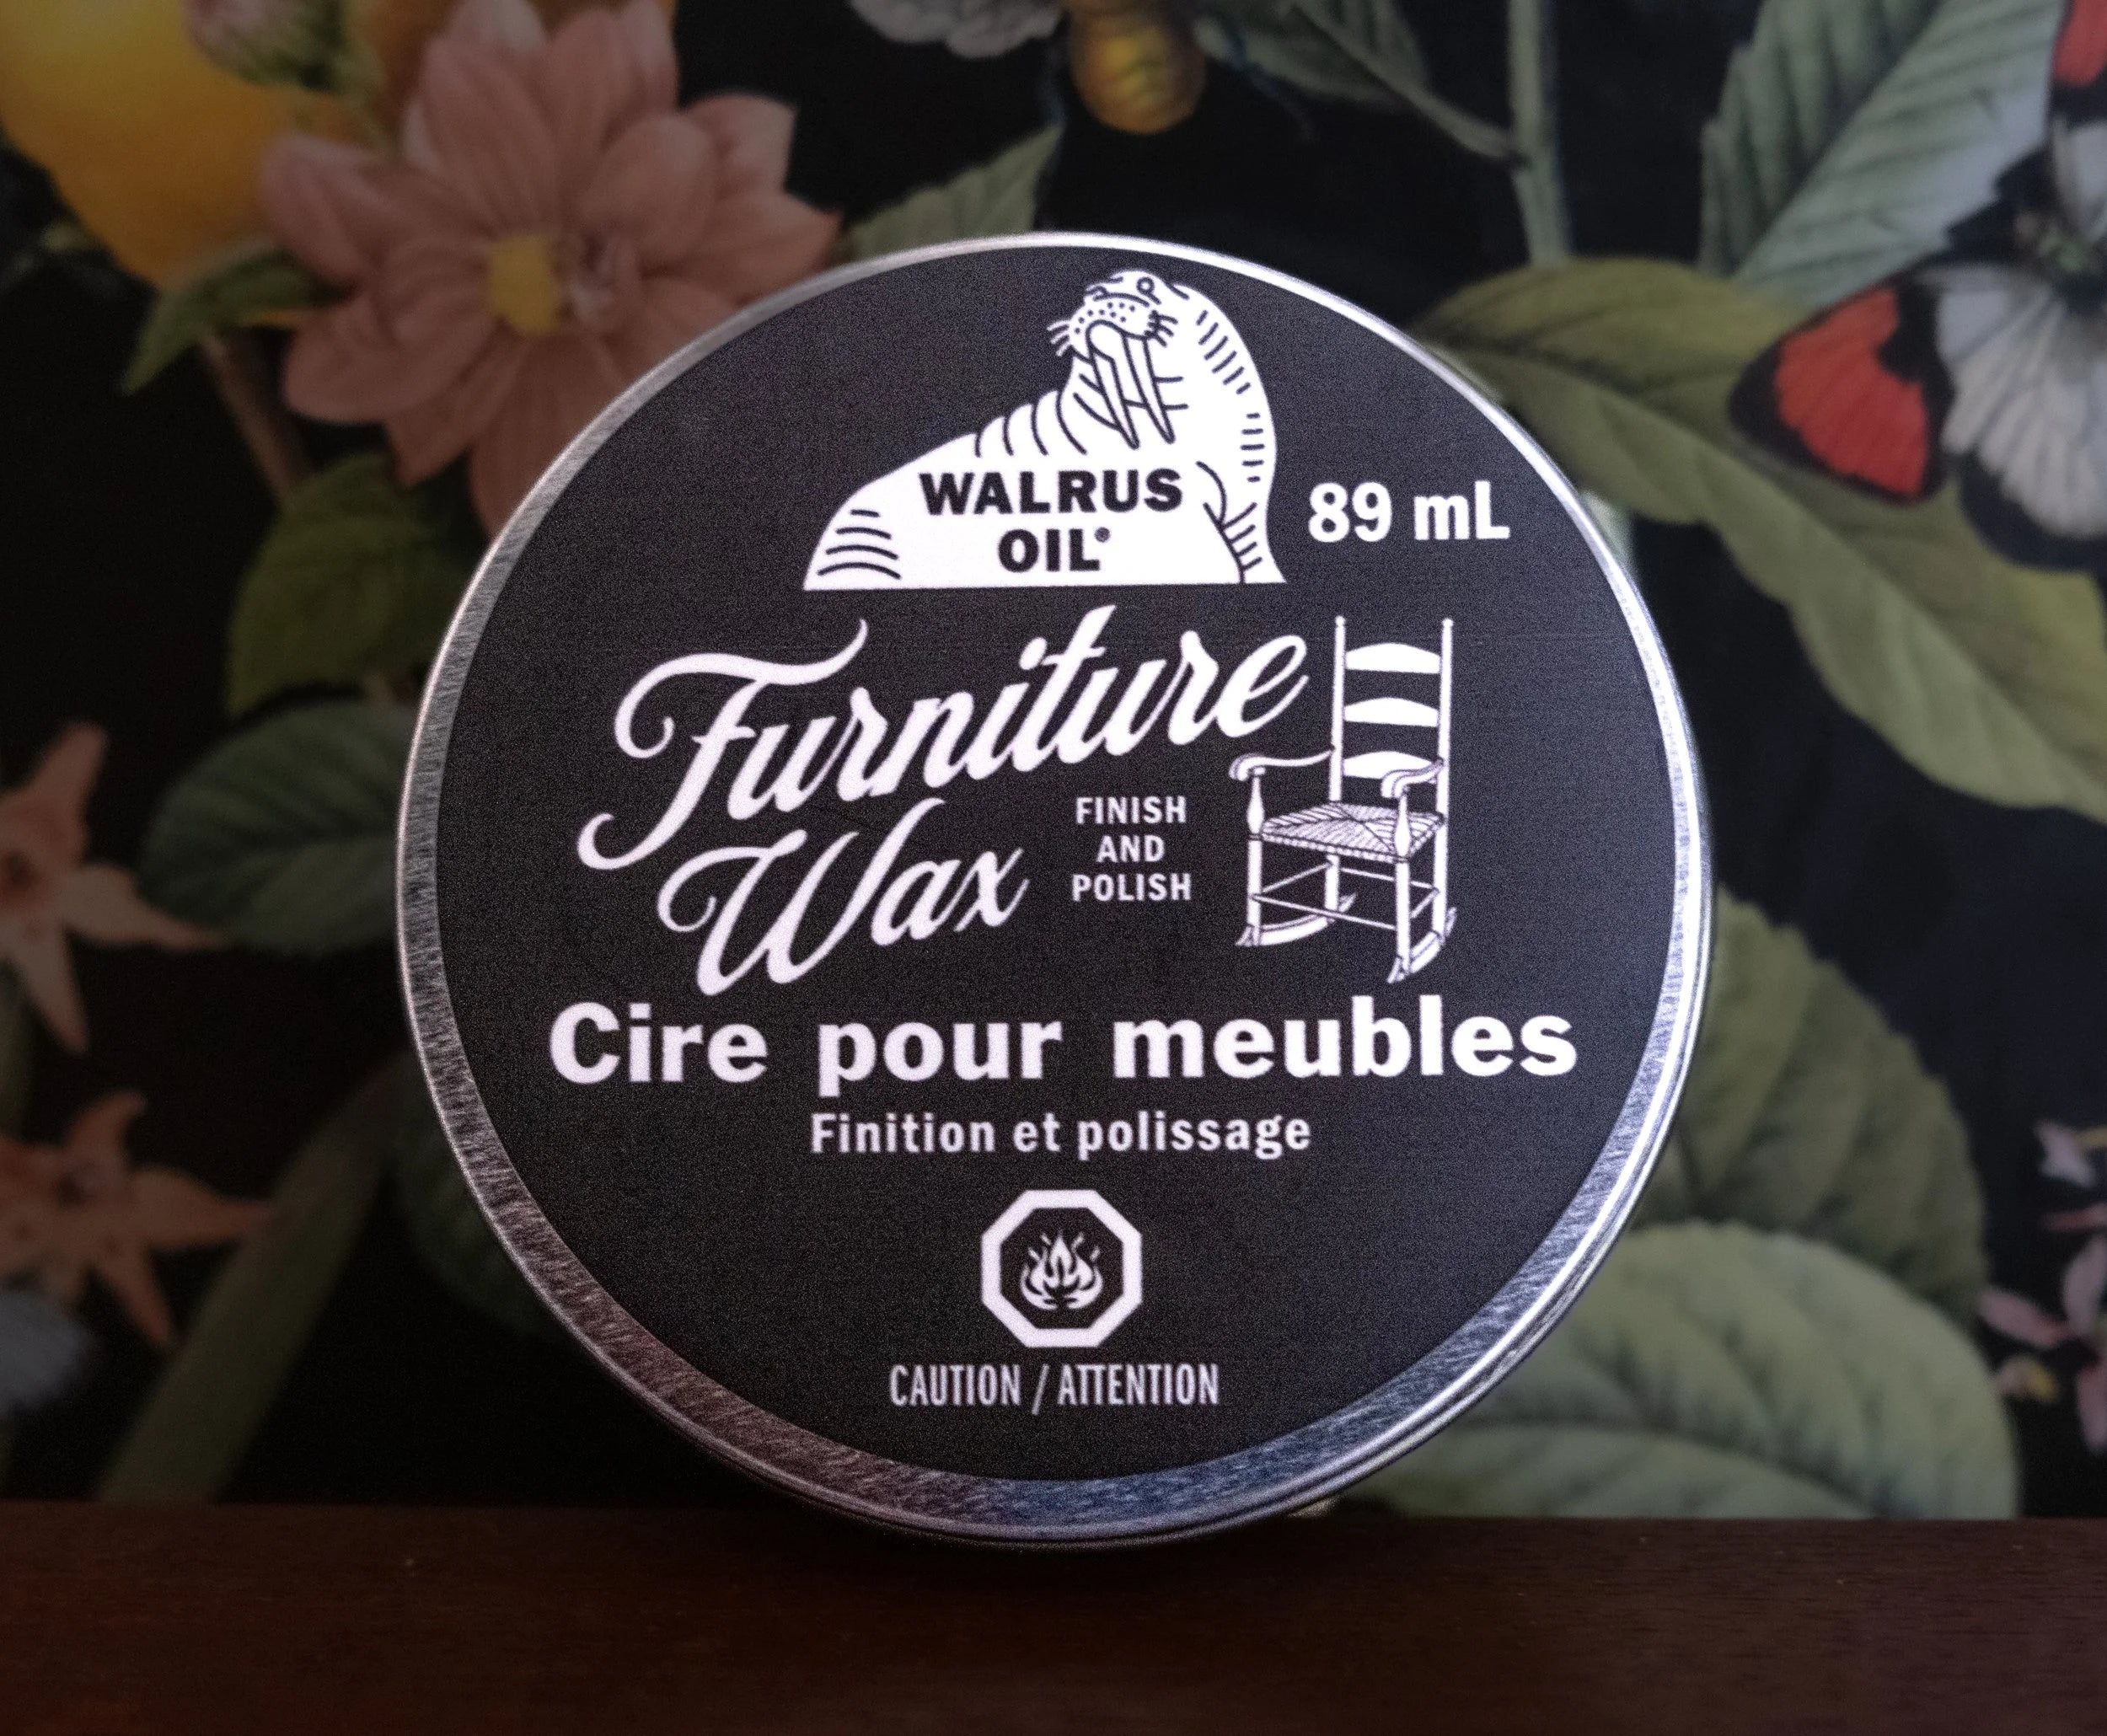 WALRUS
OIL®
89 mL
Furniture
Wax
FINISH
AND
POLISH
Cire pour meubles
Finition et polissage
CAUTION / ATTENTION